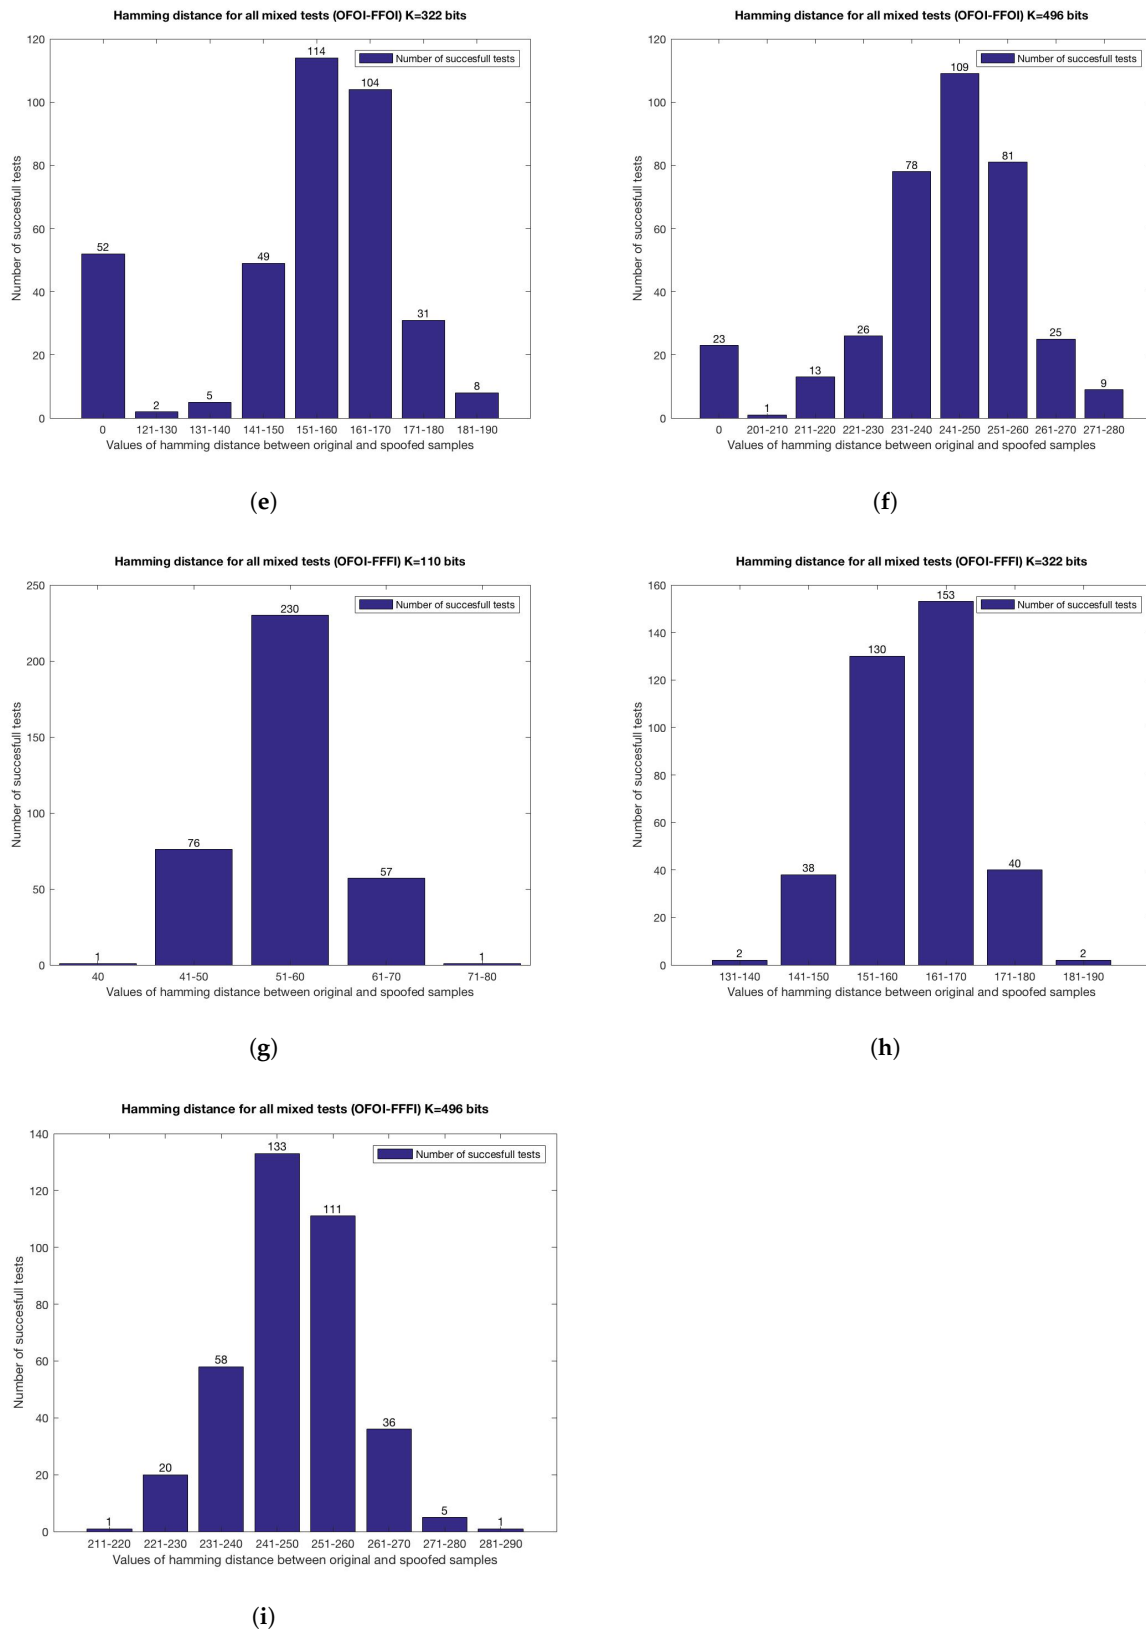 Hamming distance for all mixed tests (OFOI-FFOI) K=322 bits
Number of succesfull tests
Number of succesfull tests
120
100
80
60
40
20
0
52
2
5
49
114
104
31
8
0 121-130 131-140 141-150 151-160 161-170 171-180 181-190
Values of hamming distance between original and spoofed samples
(e)
Hamming distance for all mixed tests (OFOI-FFOI) K=496 bits
Number of succesfull tests
Number of succesfull tests
120
100
80
60
40
20
0
23
1
13
26
78
109
81
25
9
0 201-210 211-220 221-230 231-240 241-250 251-260 261-270 271-280
Values of hamming distance between original and spoofed samples
(f)
Hamming distance for all mixed tests (OFOI-FFFI) K=110 bits
Number of succesfull tests
Number of succesfull tests
250
200
150
100
50
0
1
76
230
57
1
40 41-50 51-60 61-70 71-80
Values of hamming distance between original and spoofed samples
(g)
Hamming distance for all mixed tests (OFOI-FFFI) K=322 bits
Number of succesfull tests
Number of succesfull tests
160
140
120
100
80
60
40
20
0
2
38
130
153
40
2
131-140 141-150 151-160 161-170 171-180 181-190
Values of hamming distance between original and spoofed samples
(h)
Hamming distance for all mixed tests (OFOI-FFFI) K=496 bits
Number of succesfull tests
Number of succesfull tests
140
120
100
80
60
40
20
0
1
20
58
133
111
36
5
1
211-220 221-230 231-240 241-250 251-260 261-270 271-280 281-290
Values of hamming distance between original and spoofed samples
(i)